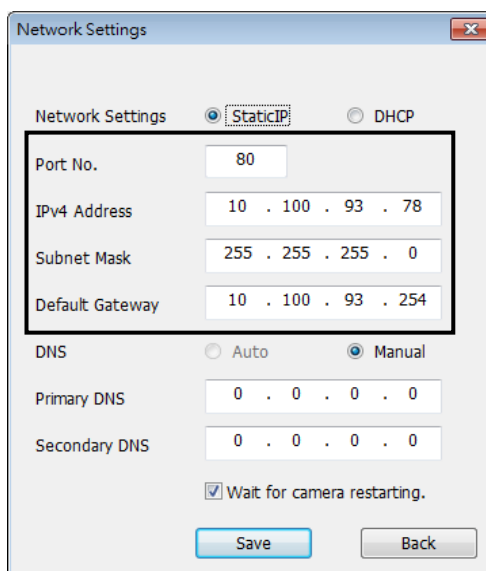 Network Settings
Network Settings StaticIP DHCP
Port No. 80
IPv4 Address 10 . 100 . 93 . 78
Subnet Mask 255 . 255 . 255 . 0
Default Gateway 10 . 100 . 93 . 254
DNS Auto Manual
Primary DNS 0 . 0 . 0 . 0
Secondary DNS 0 . 0 . 0 . 0
Wait for camera restarting.
Save Back